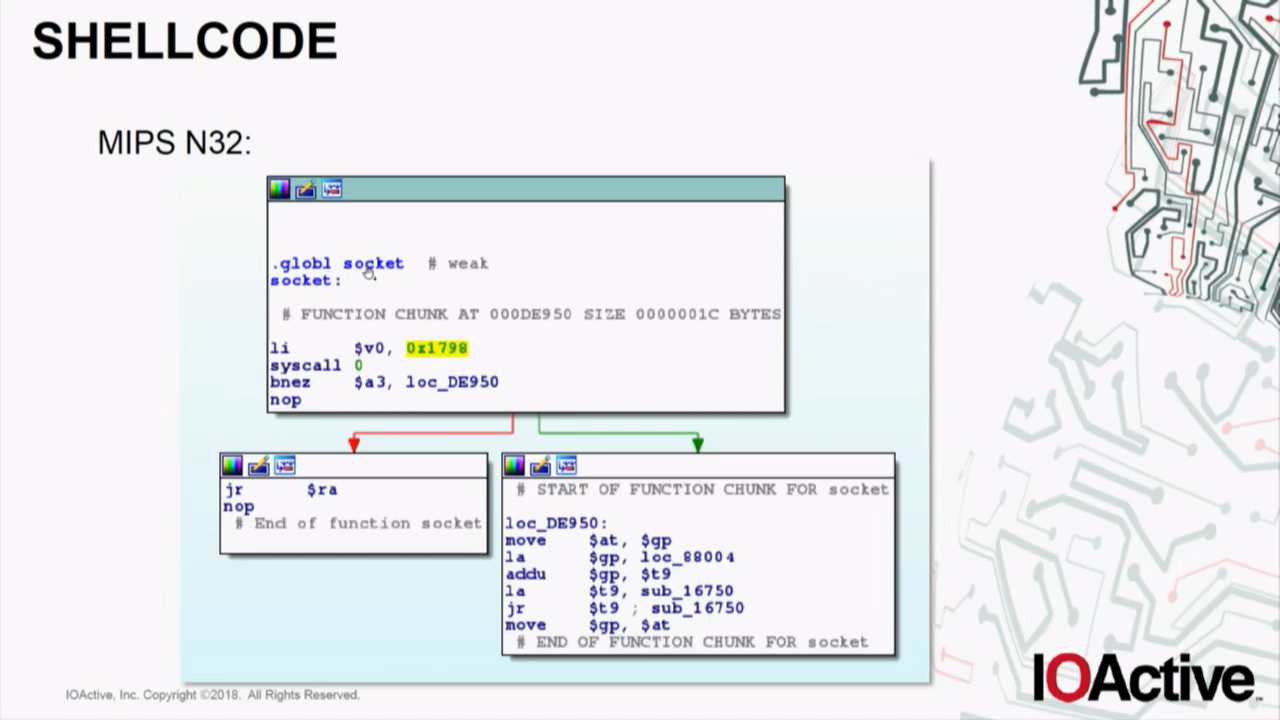 SHELLCODE
MIPS N32:
.globl socket # weak
socket:
# FUNCTION CHUNK AT 000DE950 SIZE 0000001C BYTES
li $v0, 0x1798
syscall 0
bnez $a3, loc_DE950
nop
jr $ra
nop
# End of function socket
# START OF FUNCTION CHUNK FOR socket
loc_DE950:
move $at, $gp
la $gp, loc_88004
addu $gp, $t9
la $t9, sub_16750
jr $t9 ; sub_16750
move $gp, $at
# END OF FUNCTION CHUNK FOR socket
IOActive, Inc. Copyright ©2018. All Rights Reserved.
IOActive™